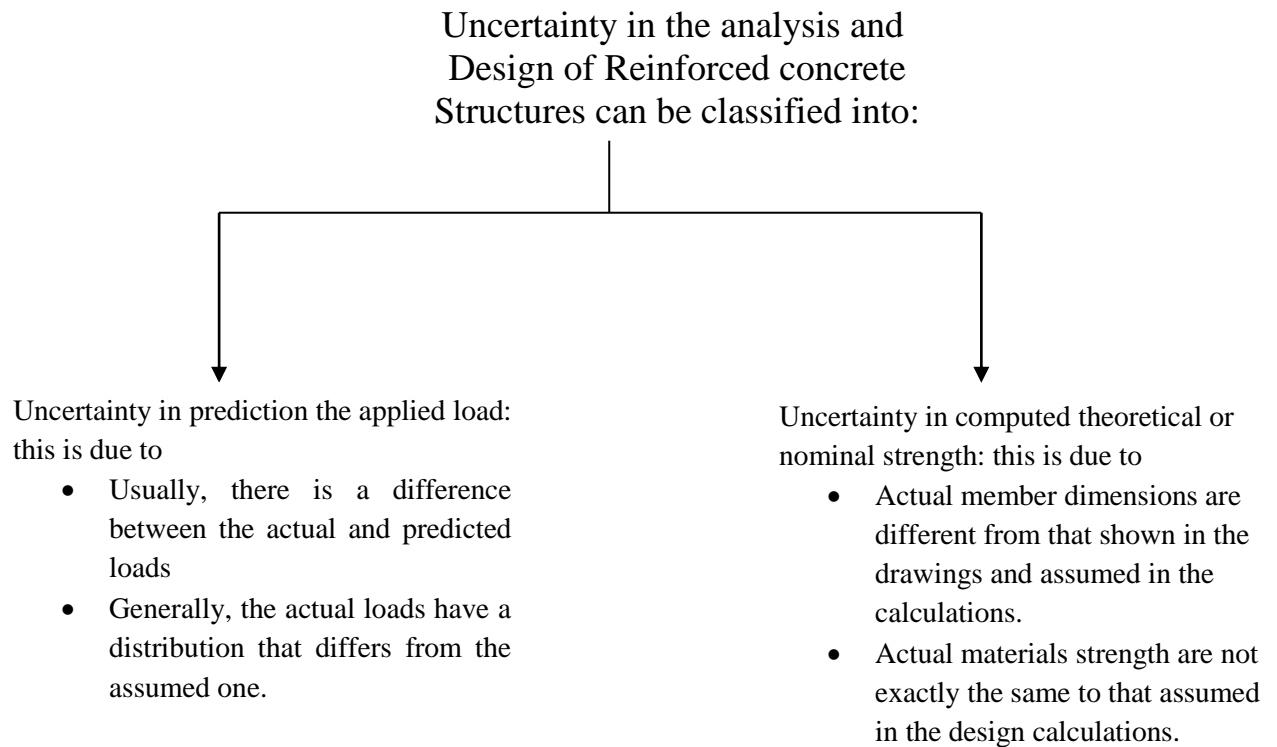 Uncertainty in the analysis and
Design of Reinforced concrete
Structures can be classified into:
Uncertainty in prediction the applied load:
this is due to
• Usually, there is a difference
between the actual and predicted
loads
• Generally, the actual loads have a
distribution that differs from the
assumed one.
Uncertainty in computed theoretical or
nominal strength: this is due to
• Actual member dimensions are
different from that shown in the
drawings and assumed in the
calculations.
• Actual materials strength are not
exactly the same to that assumed
in the design calculations.